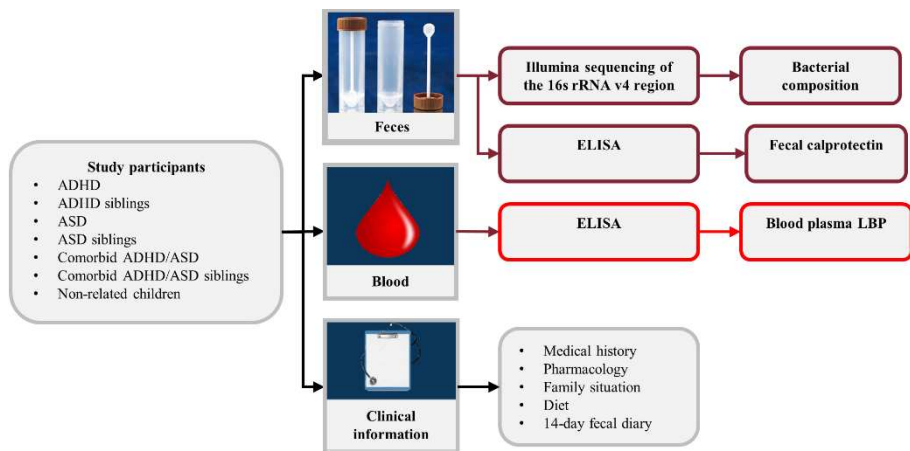 Study participants
• ADHD
• ADHD siblings
• ASD
• ASD siblings
• Comorbid ADHD/ASD
• Comorbid ADHD/ASD siblings
• Non-related children
Feces
Illumina sequencing of
the 16s rRNA v4 region
Bacterial
composition
ELISA
Fecal calprotectin
Blood
ELISA
Blood plasma LBP
Clinical
information
• Medical history
• Pharmacology
• Family situation
• Diet
• 14-day fecal diary